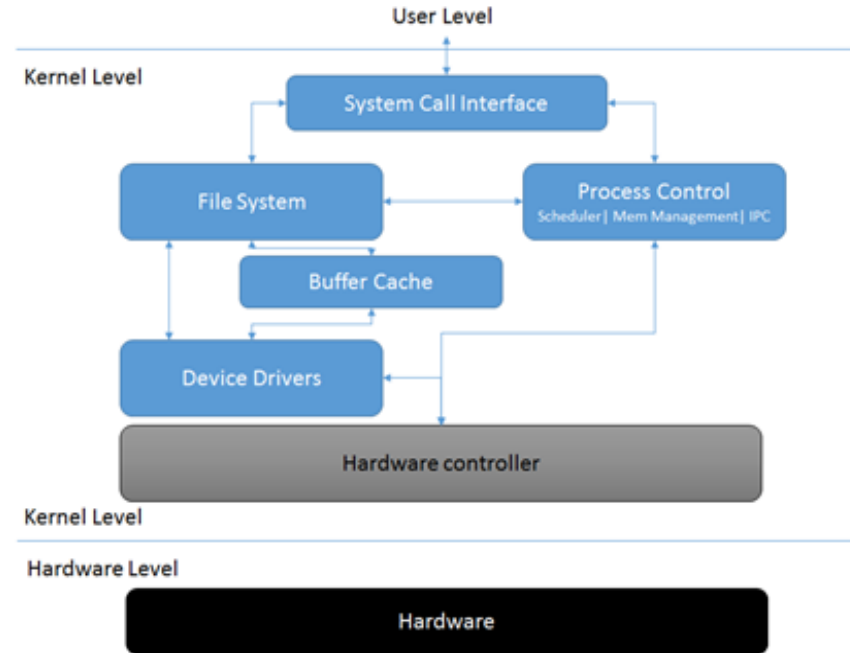 User Level
Kernel Level
System Call Interface
File System
Process Control
Scheduler| Mem Management| IPC
Buffer Cache
Device Drivers
Hardware controller
Kernel Level
Hardware Level
Hardware